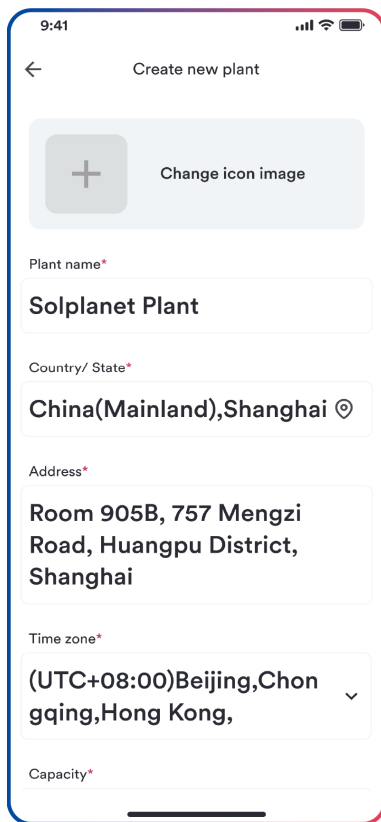 9:41
Create new plant
Change icon image
Plant name*
Solplanet Plant
Country/ State*
China(Mainland),Shanghai
Address*
Room 905B, 757 Mengzi
Road, Huangpu District,
Shanghai
Time zone*
(UTC+08:00)Beijing,Chon
gqing,Hong Kong,
Capacity*